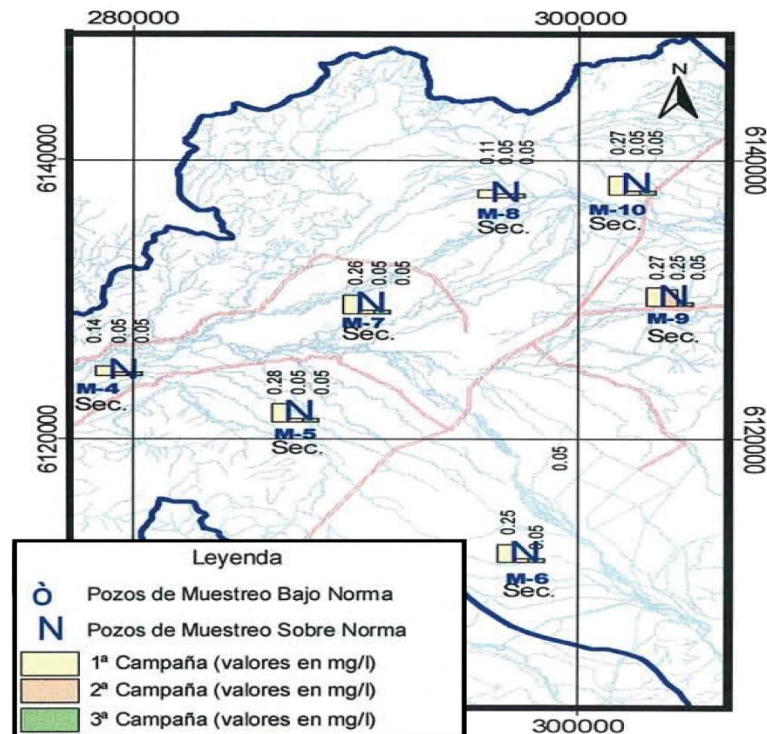 280000
300000
N
6140000
6140000
0.11
0.05
0.05
N
M-8
Sec.
0.27
0.05
0.05
N
M-10
Sec.
0.26
0.05
0.05
N
M-7
Sec.
0.27
0.25
0.05
N
M-9
Sec.
0.14
0.05
0.05
N
M-4
Sec.
0.28
0.05
0.05
N
M-5
Sec.
6120000
6120000
0.05
0.25
0.05
N
M-6
Sec.
Leyenda
Ò Pozos de Muestreo Bajo Norma
N Pozos de Muestreo Sobre Norma
1ª Campaña (valores en mg/l)
2ª Campaña (valores en mg/l)
3ª Campaña (valores en mg/l)
300000